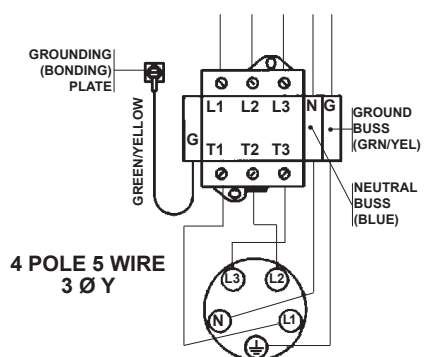 GROUNDING
(BONDING)
PLATE
GREEN/YELLOW
L1 L2 L3 N G
G
T1 T2 T3
GROUND
BUSS
(GRN/YEL)
NEUTRAL
BUSS
(BLUE)
4 POLE 5 WIRE
3 Ø Y
L3 L2
N L1